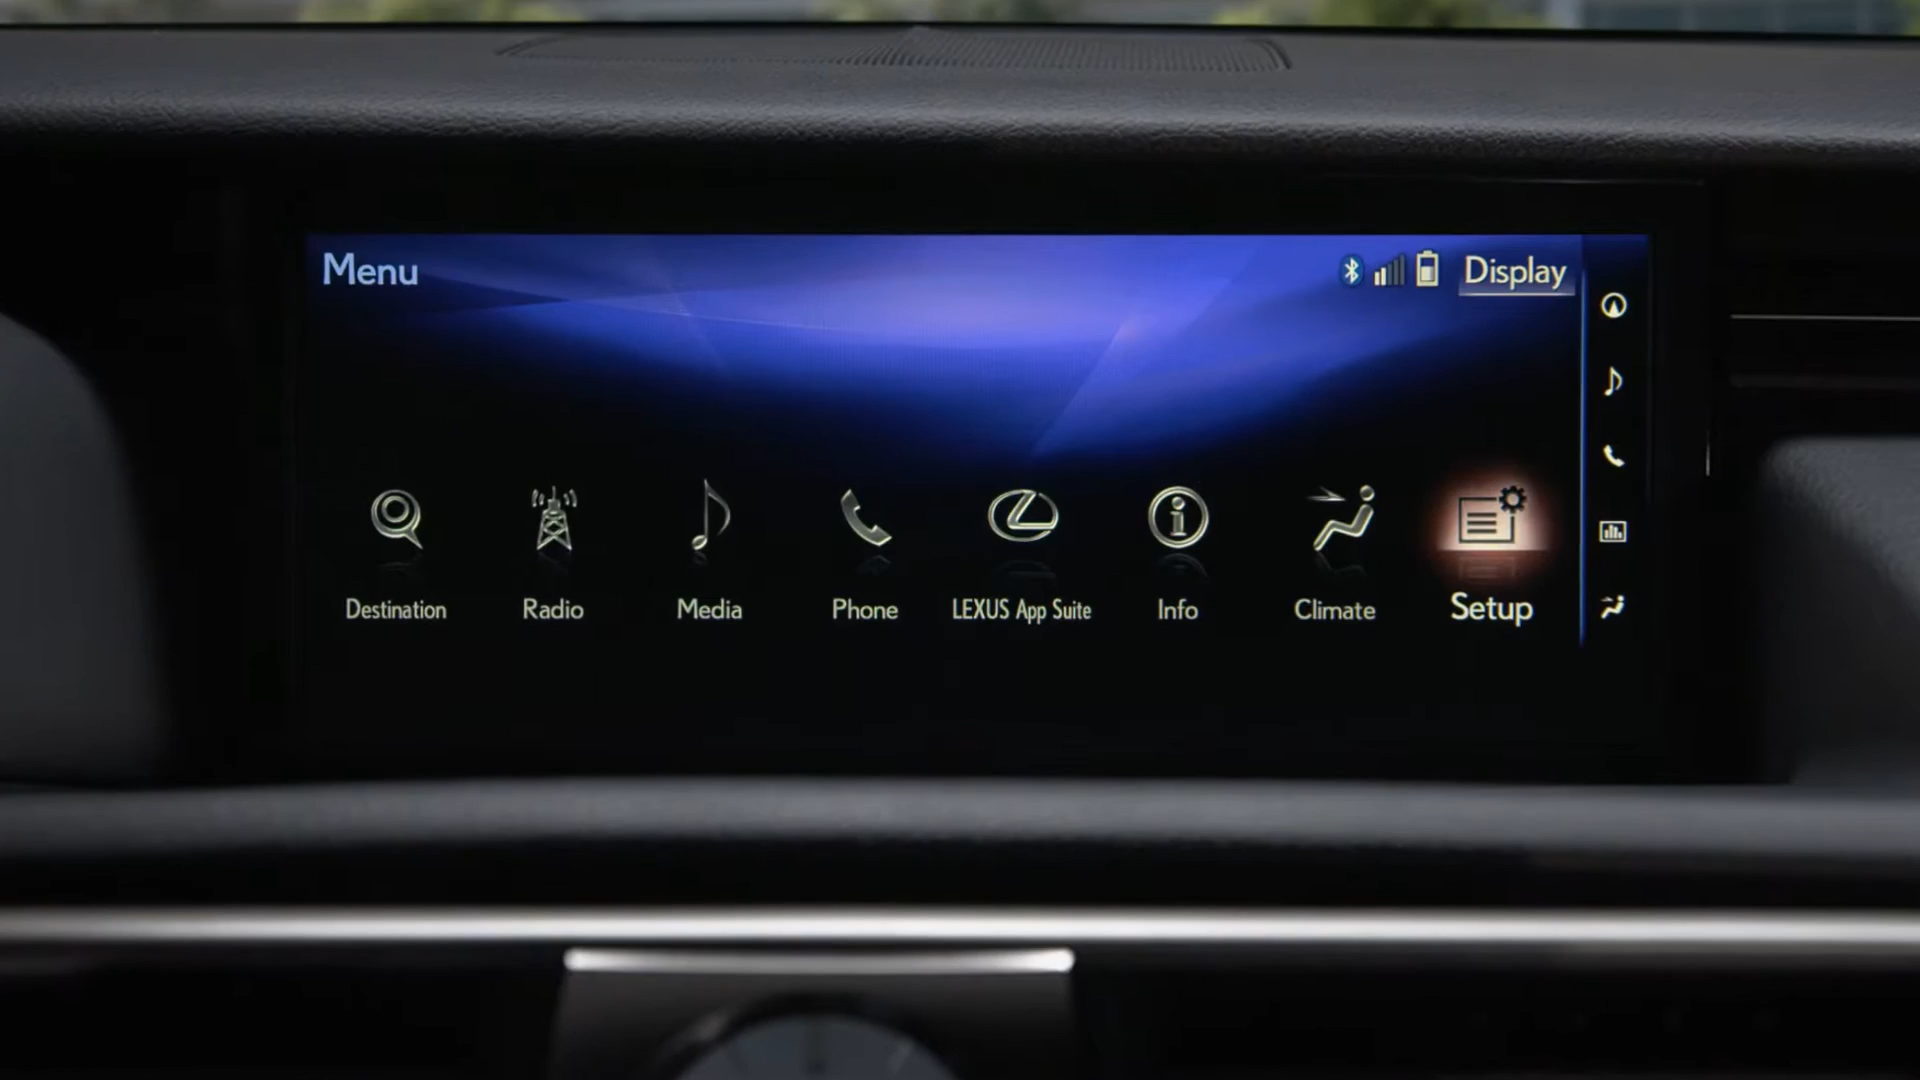 Menu
Display
Destination
Radio
Media
Phone
LEXUS App Suite
Info
Climate
Setup